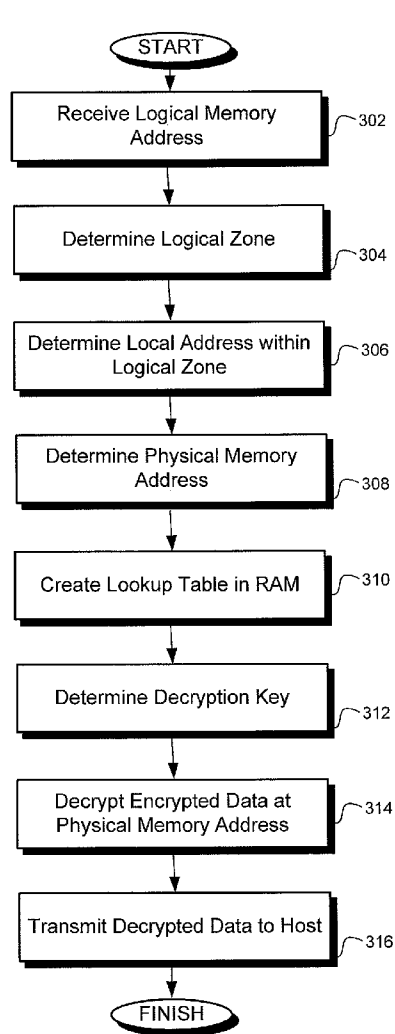 START
Receive Logical Memory
Address
302
Determine Logical Zone
304
Determine Local Address within
Logical Zone
306
Determine Physical Memory
Address
308
Create Lookup Table in RAM
310
Determine Decryption Key
312
Decrypt Encrypted Data at
Physical Memory Address
314
Transmit Decrypted Data to Host
316
FINISH